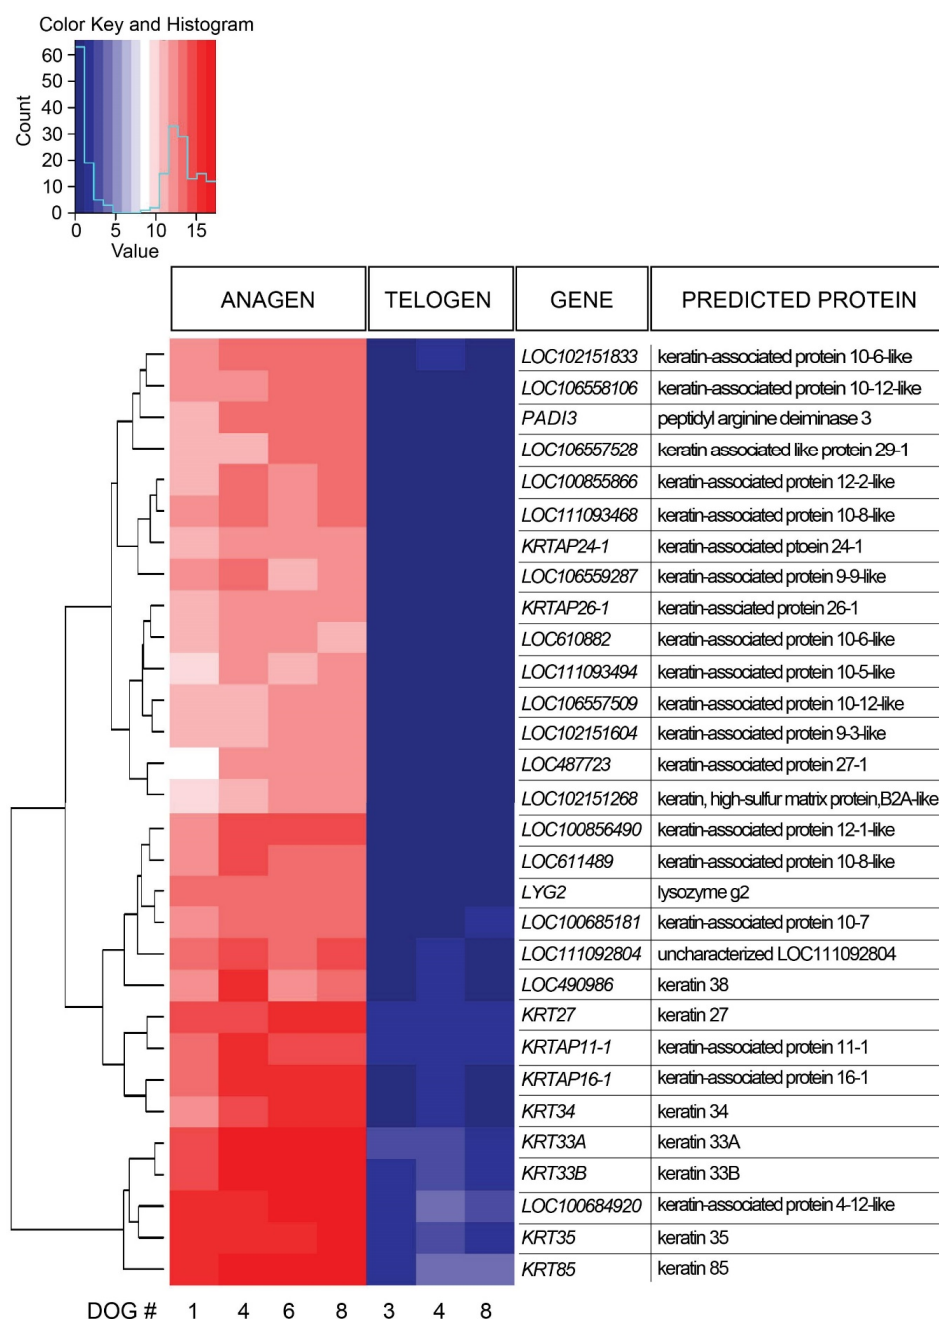 Color Key and Histogram
60
50
40
30
20
10
0
Count
0 5 10 15
Value
ANAGEN TELOGEN GENE PREDICTED PROTEIN
LOC102151833 keratin-associated protein 10-6-like
LOC106558106 keratin-associated protein 10-12-like
PADI3 peptidyl arginine deiminase 3
LOC106557528 keratin associated like protein 29-1
LOC100855866 keratin-associated protein 12-2-like
LOC111093468 keratin-associated protein 10-8-like
KRTAP24-1 keratin-associated ptoein 24-1
LOC106559287 keratin-associated protein 9-9-like
KRTAP26-1 keratin-assciated protein 26-1
LOC610882 keratin-associated protein 10-6-like
LOC111093494 keratin-associated protein 10-5-like
LOC106557509 keratin-associated protein 10-12-like
LOC102151604 keratin-associated protein 9-3-like
LOC487723 keratin-associated protein 27-1
LOC102151268 keratin, high-sulfur matrix protein,B2A-like
LOC100856490 keratin-associated protein 12-1-like
LOC611489 keratin-associated protein 10-8-like
LYG2 lysozyme g2
LOC100685181 keratin-associated protein 10-7
LOC111092804 uncharacterized LOC111092804
LOC490986 keratin 38
KRT27 keratin 27
KRTAP11-1 keratin-associated protein 11-1
KRTAP16-1 keratin-associated protein 16-1
KRT34 keratin 34
KRT33A keratin 33A
KRT33B keratin 33B
LOC100684920 keratin-associated protein 4-12-like
KRT35 keratin 35
KRT85 keratin 85
DOG # 1 4 6 8 3 4 8